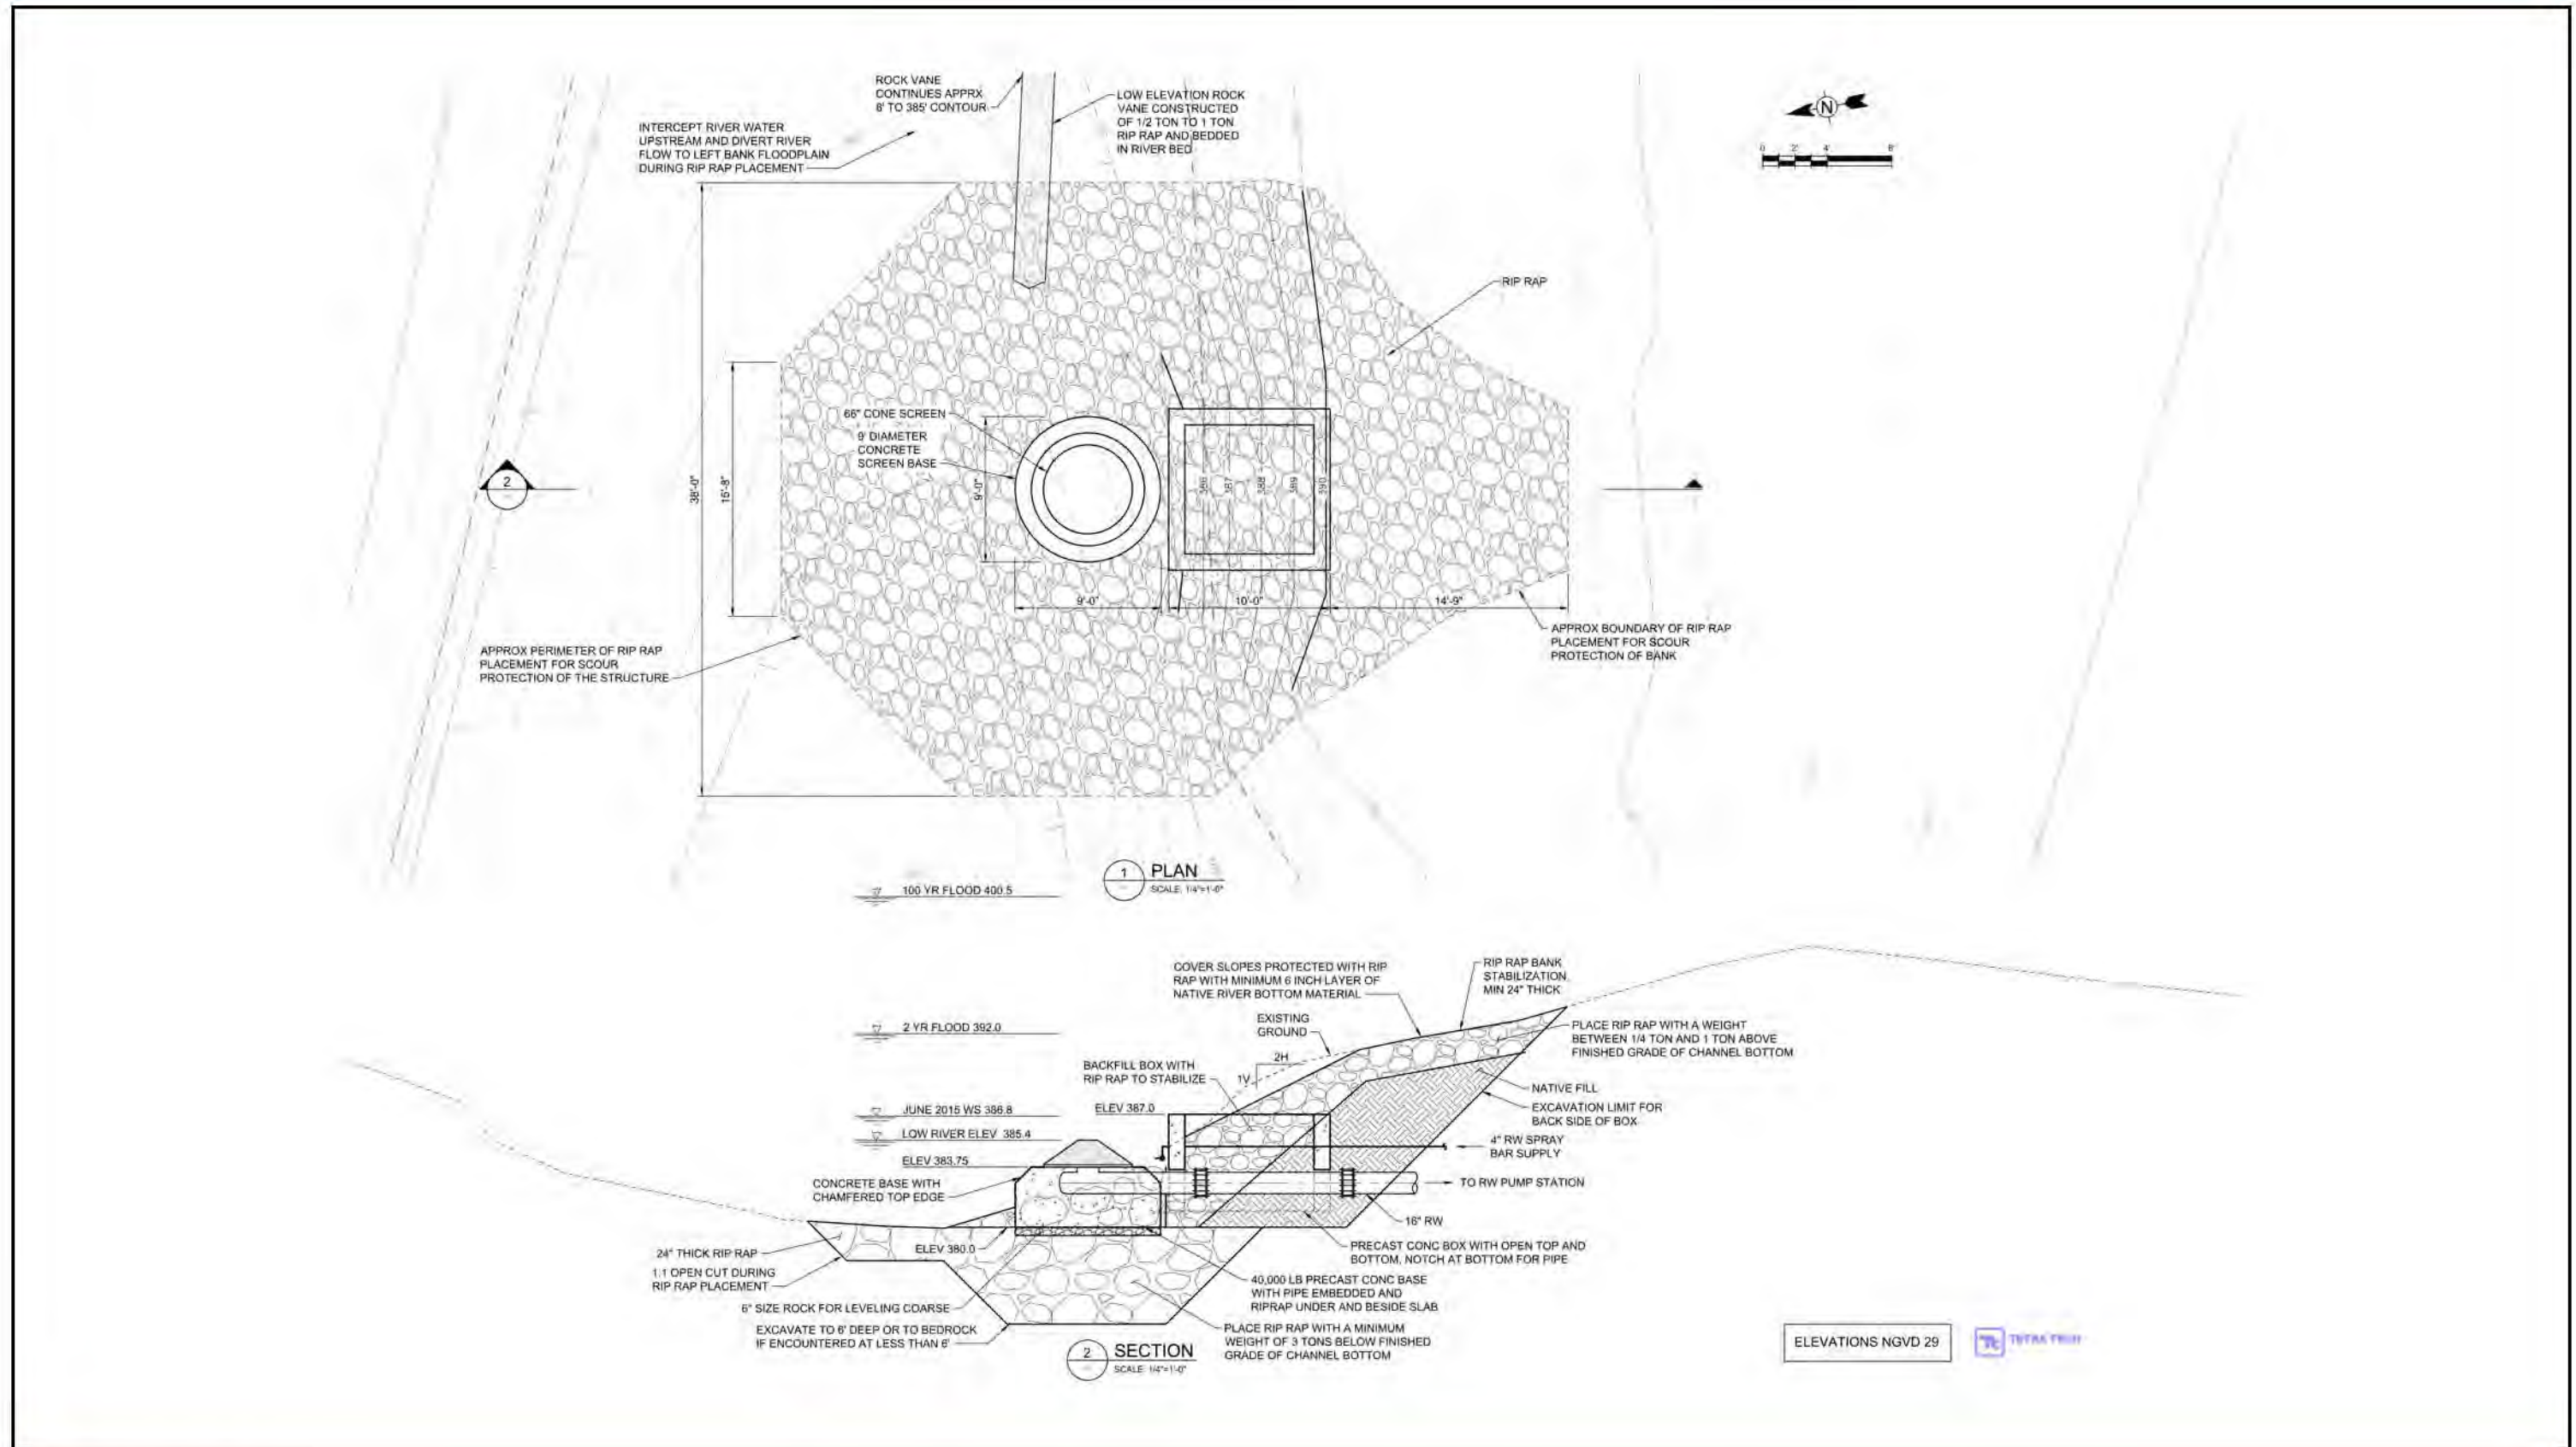 ROCK VANE
CONTINUES APPRX
8' TO 385' CONTOUR
LOW ELEVATION ROCK
VANE CONSTRUCTED
OF 1/2 TON TO 1 TON
RIP RAP AND BEDDED
IN RIVER BED
INTERCEPT RIVER WATER
UPSTREAM AND DIVERT RIVER
FLOW TO LEFT BANK FLOODPLAIN
DURING RIP RAP PLACEMENT
N
0 2' 4' 8'
RIP RAP
66" CONE SCREEN
9' DIAMETER
CONCRETE
SCREEN BASE
38'-0"
15'-8"
9'-0"
386 387 388 389 390
2
9'-0"
10'-0"
14'-9"
APPROX PERIMETER OF RIP RAP
PLACEMENT FOR SCOUR
PROTECTION OF THE STRUCTURE
APPROX BOUNDARY OF RIP RAP
PLACEMENT FOR SCOUR
PROTECTION OF BANK
1 PLAN
SCALE: 1/4"=1'-0"
100 YR FLOOD 400.5
2 YR FLOOD 392.0
JUNE 2015 WS 386.8
LOW RIVER ELEV 385.4
ELEV 383.75
CONCRETE BASE WITH
CHAMFERED TOP EDGE
COVER SLOPES PROTECTED WITH RIP
RAP WITH MINIMUM 6 INCH LAYER OF
NATIVE RIVER BOTTOM MATERIAL
RIP RAP BANK
STABILIZATION,
MIN 24" THICK
EXISTING
GROUND
2H
1V
BACKFILL BOX WITH
RIP RAP TO STABILIZE
ELEV 387.0
PLACE RIP RAP WITH A WEIGHT
BETWEEN 1/4 TON AND 1 TON ABOVE
FINISHED GRADE OF CHANNEL BOTTOM
NATIVE FILL
EXCAVATION LIMIT FOR
BACK SIDE OF BOX
4" RW SPRAY
BAR SUPPLY
TO RW PUMP STATION
16" RW
PRECAST CONC BOX WITH OPEN TOP AND
BOTTOM, NOTCH AT BOTTOM FOR PIPE
ELEV 380.0
24" THICK RIP RAP
1:1 OPEN CUT DURING
RIP RAP PLACEMENT
6" SIZE ROCK FOR LEVELING COARSE
EXCAVATE TO 6' DEEP OR TO BEDROCK
IF ENCOUNTERED AT LESS THAN 6'
40,000 LB PRECAST CONC BASE
WITH PIPE EMBEDDED AND
RIPRAP UNDER AND BESIDE SLAB
PLACE RIP RAP WITH A MINIMUM
WEIGHT OF 3 TONS BELOW FINISHED
GRADE OF CHANNEL BOTTOM
2 SECTION
SCALE: 1/4"=1'-0"
ELEVATIONS NGVD 29
TETRA TECH